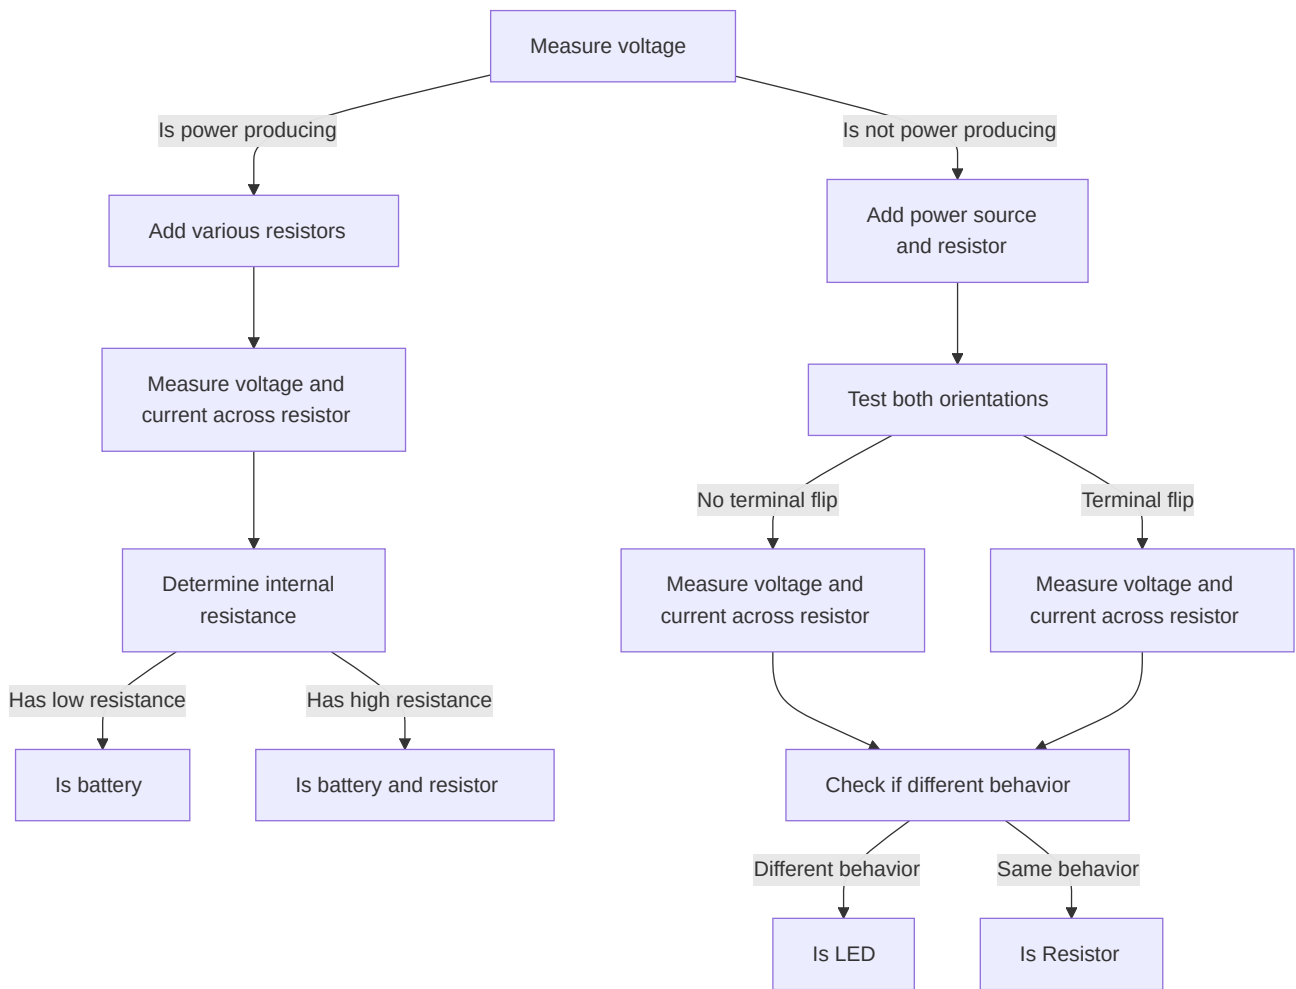 Measure voltage
Is power producing
Is not power producing
Add various resistors
Add power source
and resistor
Measure voltage and
current across resistor
Test both orientations
No terminal flip
Terminal flip
Determine internal
resistance
Measure voltage and
current across resistor
Measure voltage and
current across resistor
Has low resistance
Has high resistance
Is battery
Is battery and resistor
Check if different behavior
Different behavior
Same behavior
Is LED
Is Resistor